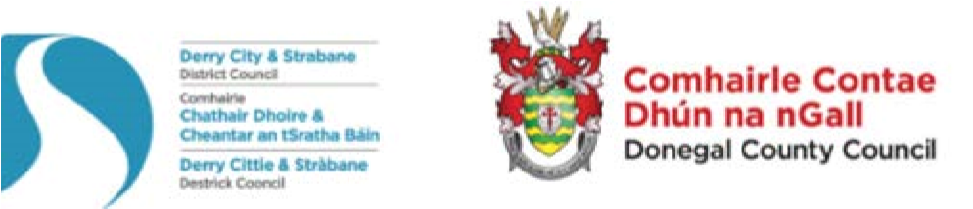 Derry City & Strabane
District Council
Comhairle
Chathair Dhoire &
Cheantar an tSratha Báin
Derry Cittie & Stràbane
Destrick Cooncil
Comhairle Contae
Dhún na nGall
Donegal County Council